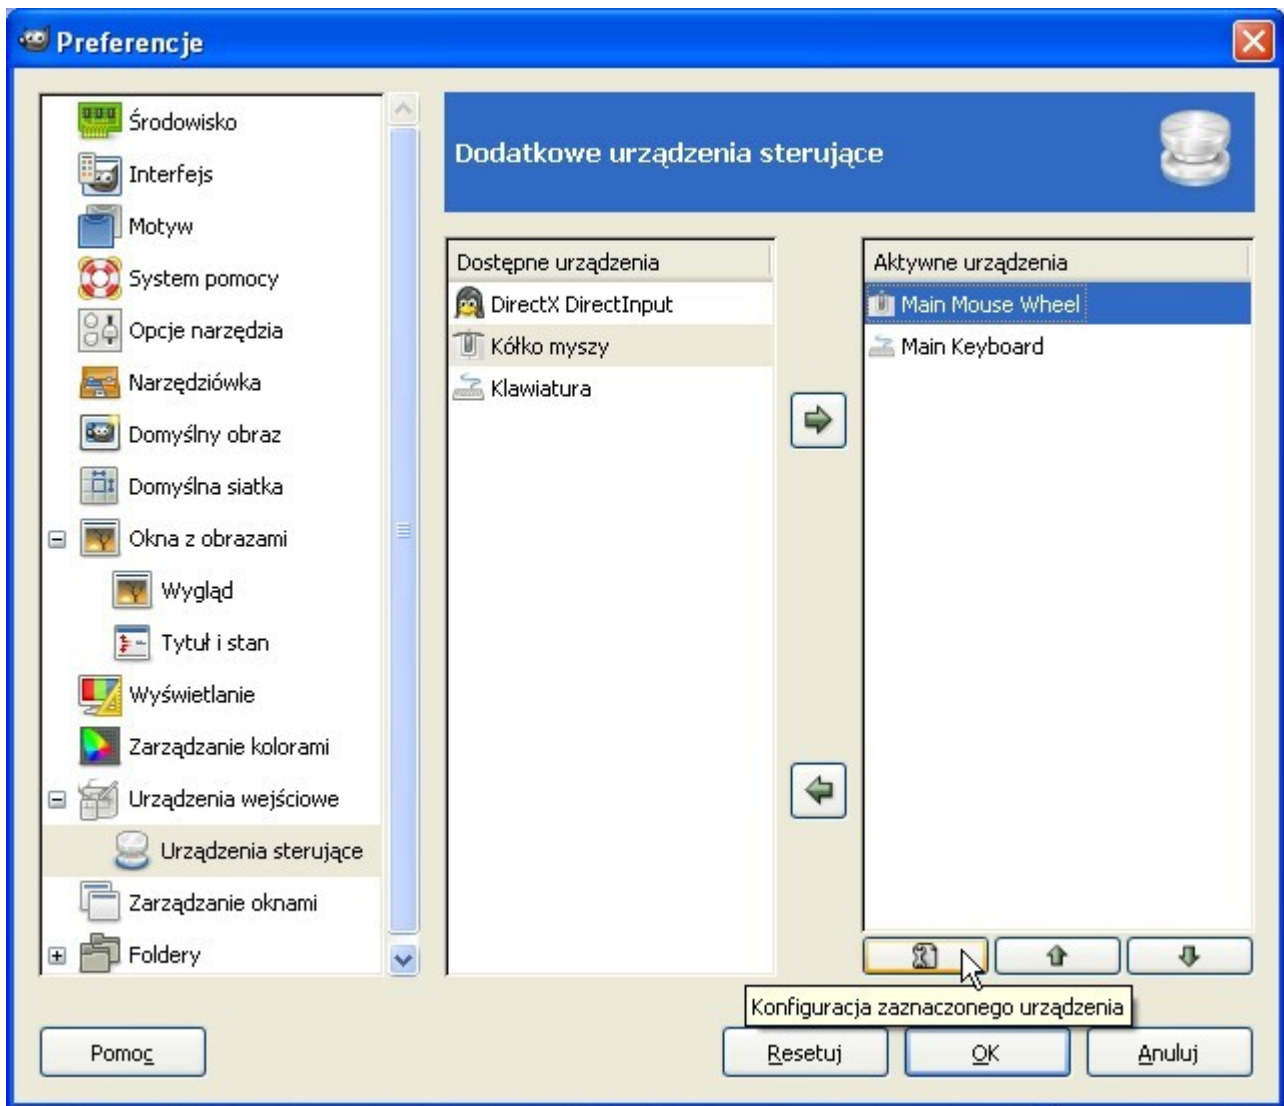 Preferencje
Środowisko
Interfejs
Motyw
System pomocy
Opcje narzędzia
Narzędziówka
Domyślny obraz
Domyślna siatka
Okna z obrazami
Wygląd
Tytuł i stan
Wyświetlanie
Zarządzanie kolorami
Urządzenia wejściowe
Urządzenia sterujące
Zarządzanie oknami
Foldery
Dodatkowe urządzenia sterujące
Dostępne urządzenia
DirectX DirectInput
Kółko myszy
Klawiatura
Aktywne urządzenia
Main Mouse Wheel
Main Keyboard
Konfiguracja zaznaczonego urządzenia
Pomoc
Resetuj
OK
Anuluj